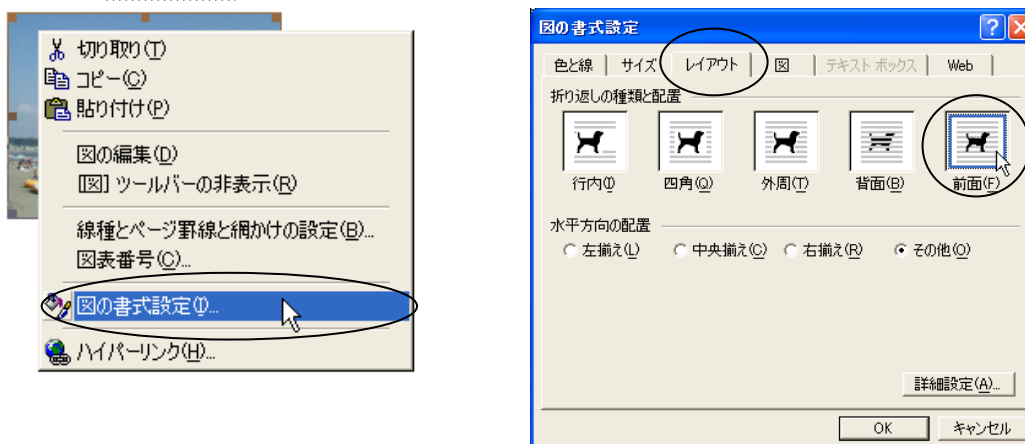 切り取り(T)
コピー(C)
貼り付け(P)
図の編集(D)
[図] ツールバーの非表示(R)
線種とページ罫線と網かけの設定(B)...
図表番号(C)...
図の書式設定(I)...
ハイパーリンク(H)...
図の書式設定
色と線 サイズ レイアウト 図 テキスト ボックス Web
折り返しの種類と配置
行内(I) 四角(Q) 外周(T) 背面(B) 前面(F)
水平方向の配置
左揃え(L) 中央揃え(C) 右揃え(R) その他(O)
詳細設定(A)...
OK キャンセル